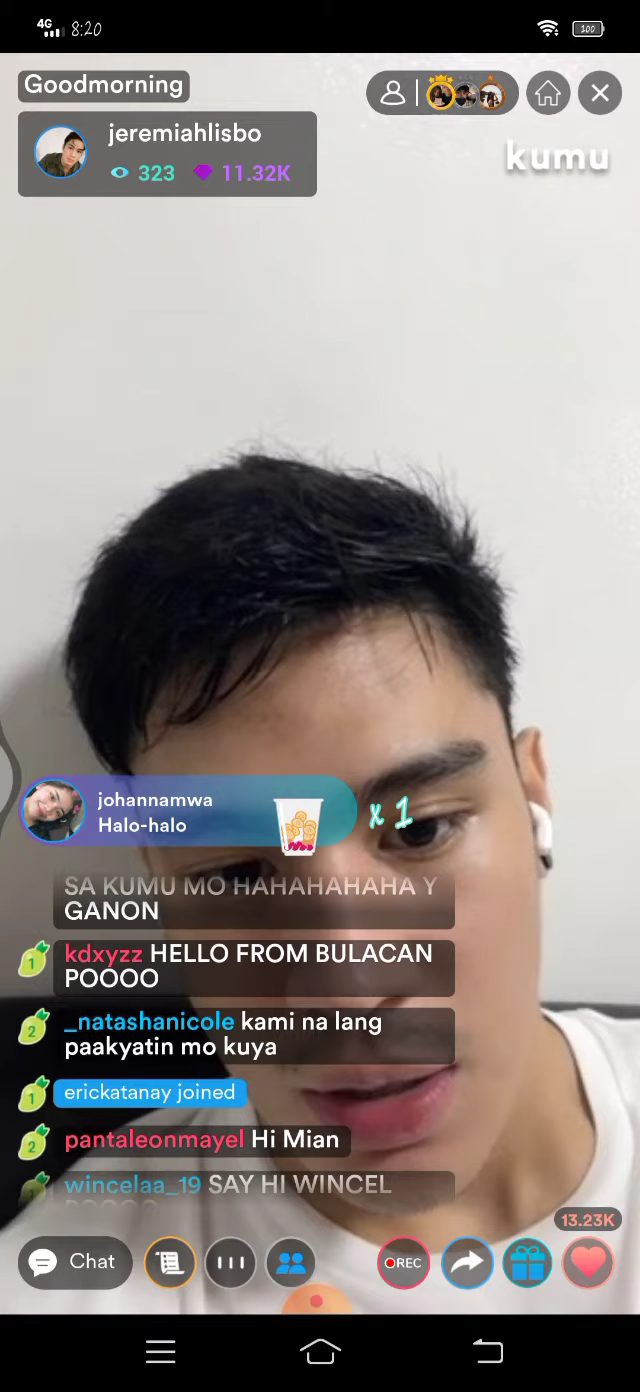 4G 8:20 100
Goodmorning
jeremiahlisbo
323 11.32K
kumu
johannamwa
Halo-halo
x 1
SA KUMU MO HAHAHAHAHA Y
GANON
1 kdxyzz HELLO FROM BULACAN
POOOO
2 _natashanicole kami na lang
paakyatin mo kuya
1 erickatanay joined
2 pantaleonmayel Hi Mian
1 wincelaa_19 SAY HI WINCEL
13.23K
Chat
REC